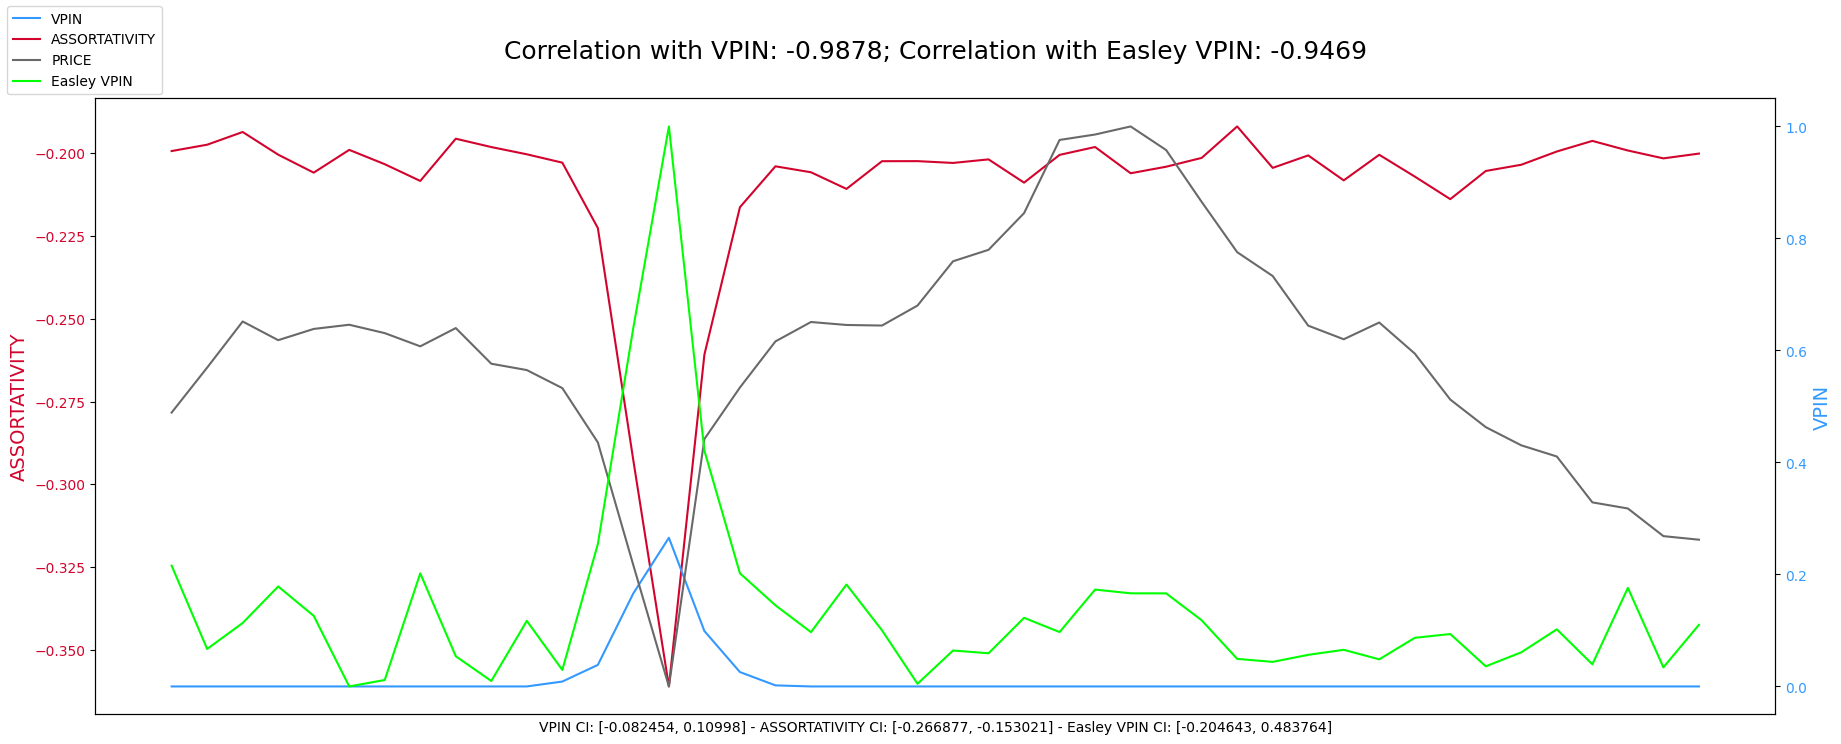 VPIN
ASSORTATIVITY
PRICE
Easley VPIN
Correlation with VPIN: -0.9878; Correlation with Easley VPIN: -0.9469
ASSORTATIVITY
−0.200
−0.225
−0.250
−0.275
−0.300
−0.325
−0.350
1.0
0.8
0.6
0.4
0.2
0.0
VPIN
VPIN CI: [-0.082454, 0.10998] - ASSORTATIVITY CI: [-0.266877, -0.153021] - Easley VPIN CI: [-0.204643, 0.483764]